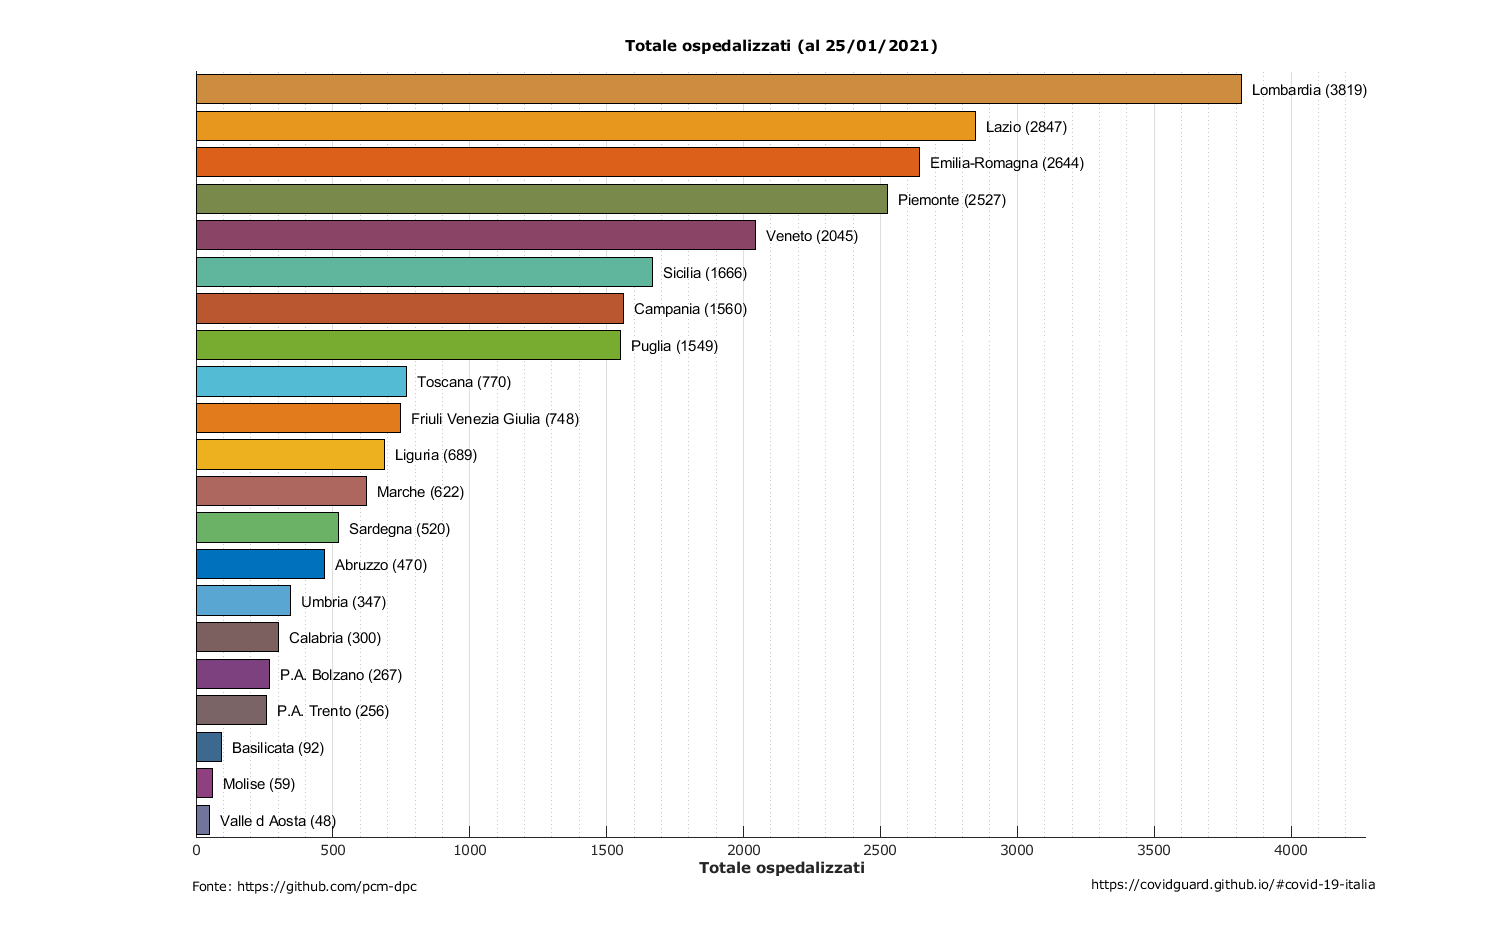 Totale ospedalizzati (al 25/01/2021)
Lombardia (3819)
Lazio (2847)
Emilia-Romagna (2644)
Piemonte (2527)
Veneto (2045)
Sicilia (1666)
Campania (1560)
Puglia (1549)
Toscana (770)
Friuli Venezia Giulia (748)
Liguria (689)
Marche (622)
Sardegna (520)
Abruzzo (470)
Umbria (347)
Calabria (300)
P.A. Bolzano (267)
P.A. Trento (256)
Basilicata (92)
Molise (59)
Valle d Aosta (48)
0 500 1000 1500 2000 2500 3000 3500 4000
Totale ospedalizzati
Fonte: https://github.com/pcm-dpc
https://covidguard.github.io/#covid-19-italia